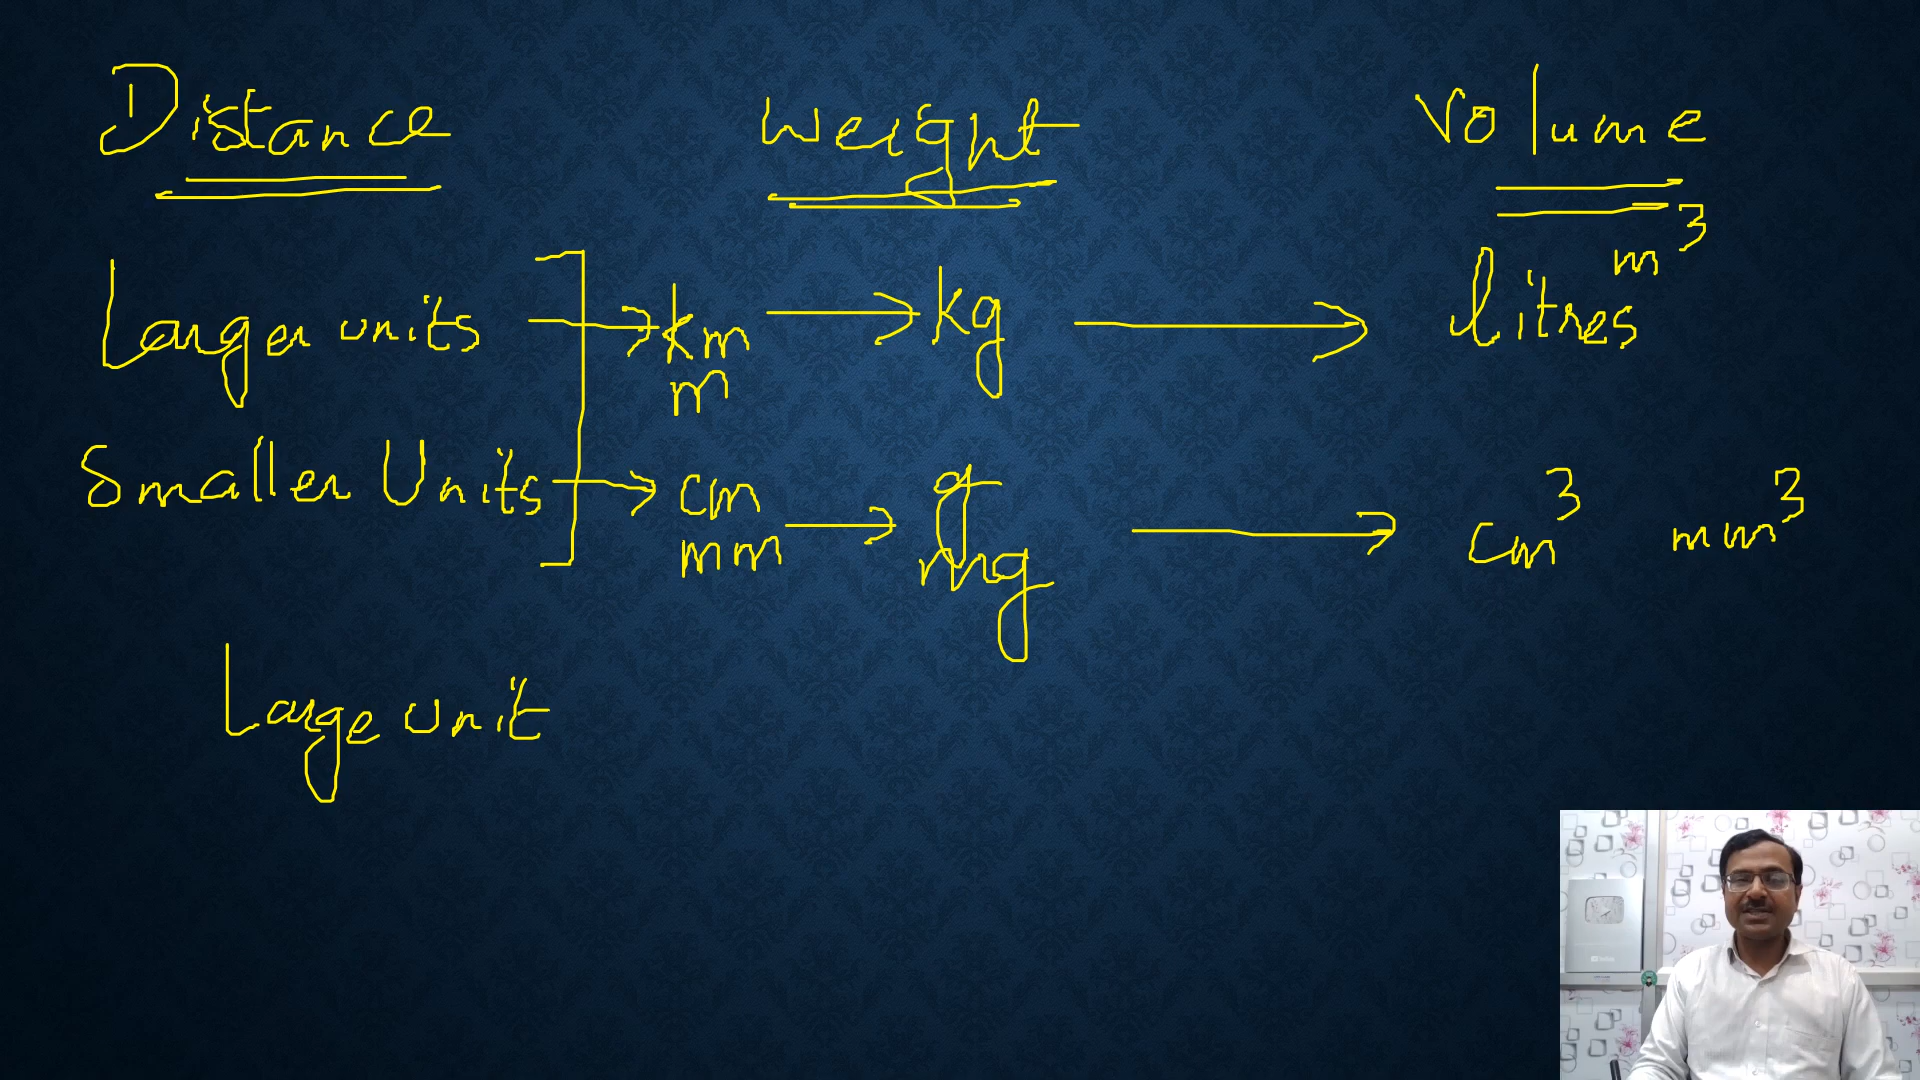 Distance Weight Volume
Larger units km kg litres m³
m
Smaller Units cm g cm³ mm³
mm mg
Large unit